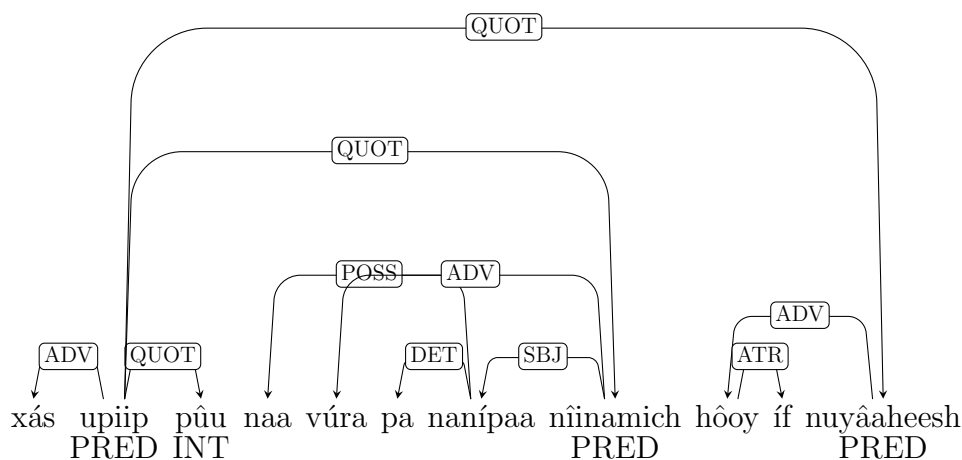 QUOT
QUOT
POSS ADV
ADV
ADV QUOT DET SBJ ATR
xás upiip pûu naa vúra pa nanípaa nîinamich hôoy íf nuyâaheesh
PRED INT PRED PRED